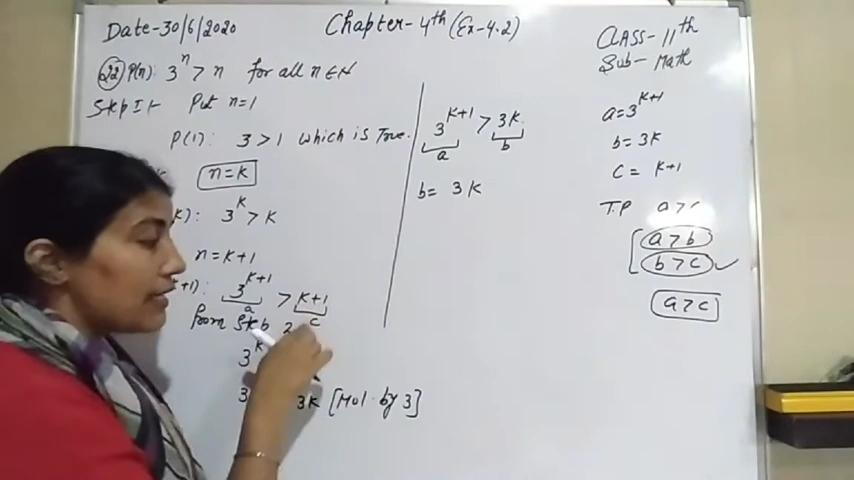 Date-30/6/2020
Chapter-4th (Ex-4.2)
CLASS-11th
Sub-Math
22 P(n): 3^n > n for all n ∈ N
Step I:- Put n=1
P(1): 3 > 1 which is True.
n=k
k): 3^k > k
n=k+1
+1): 3^{k+1} > k+1
a c
From Step 2
3^k
3 3k [Mul. by 3]
3^{k+1} > 3k
a b
b= 3k
a=3^{k+1}
b=3k
c= k+1
T.P a>c
a>b
b>c ✓
a>c